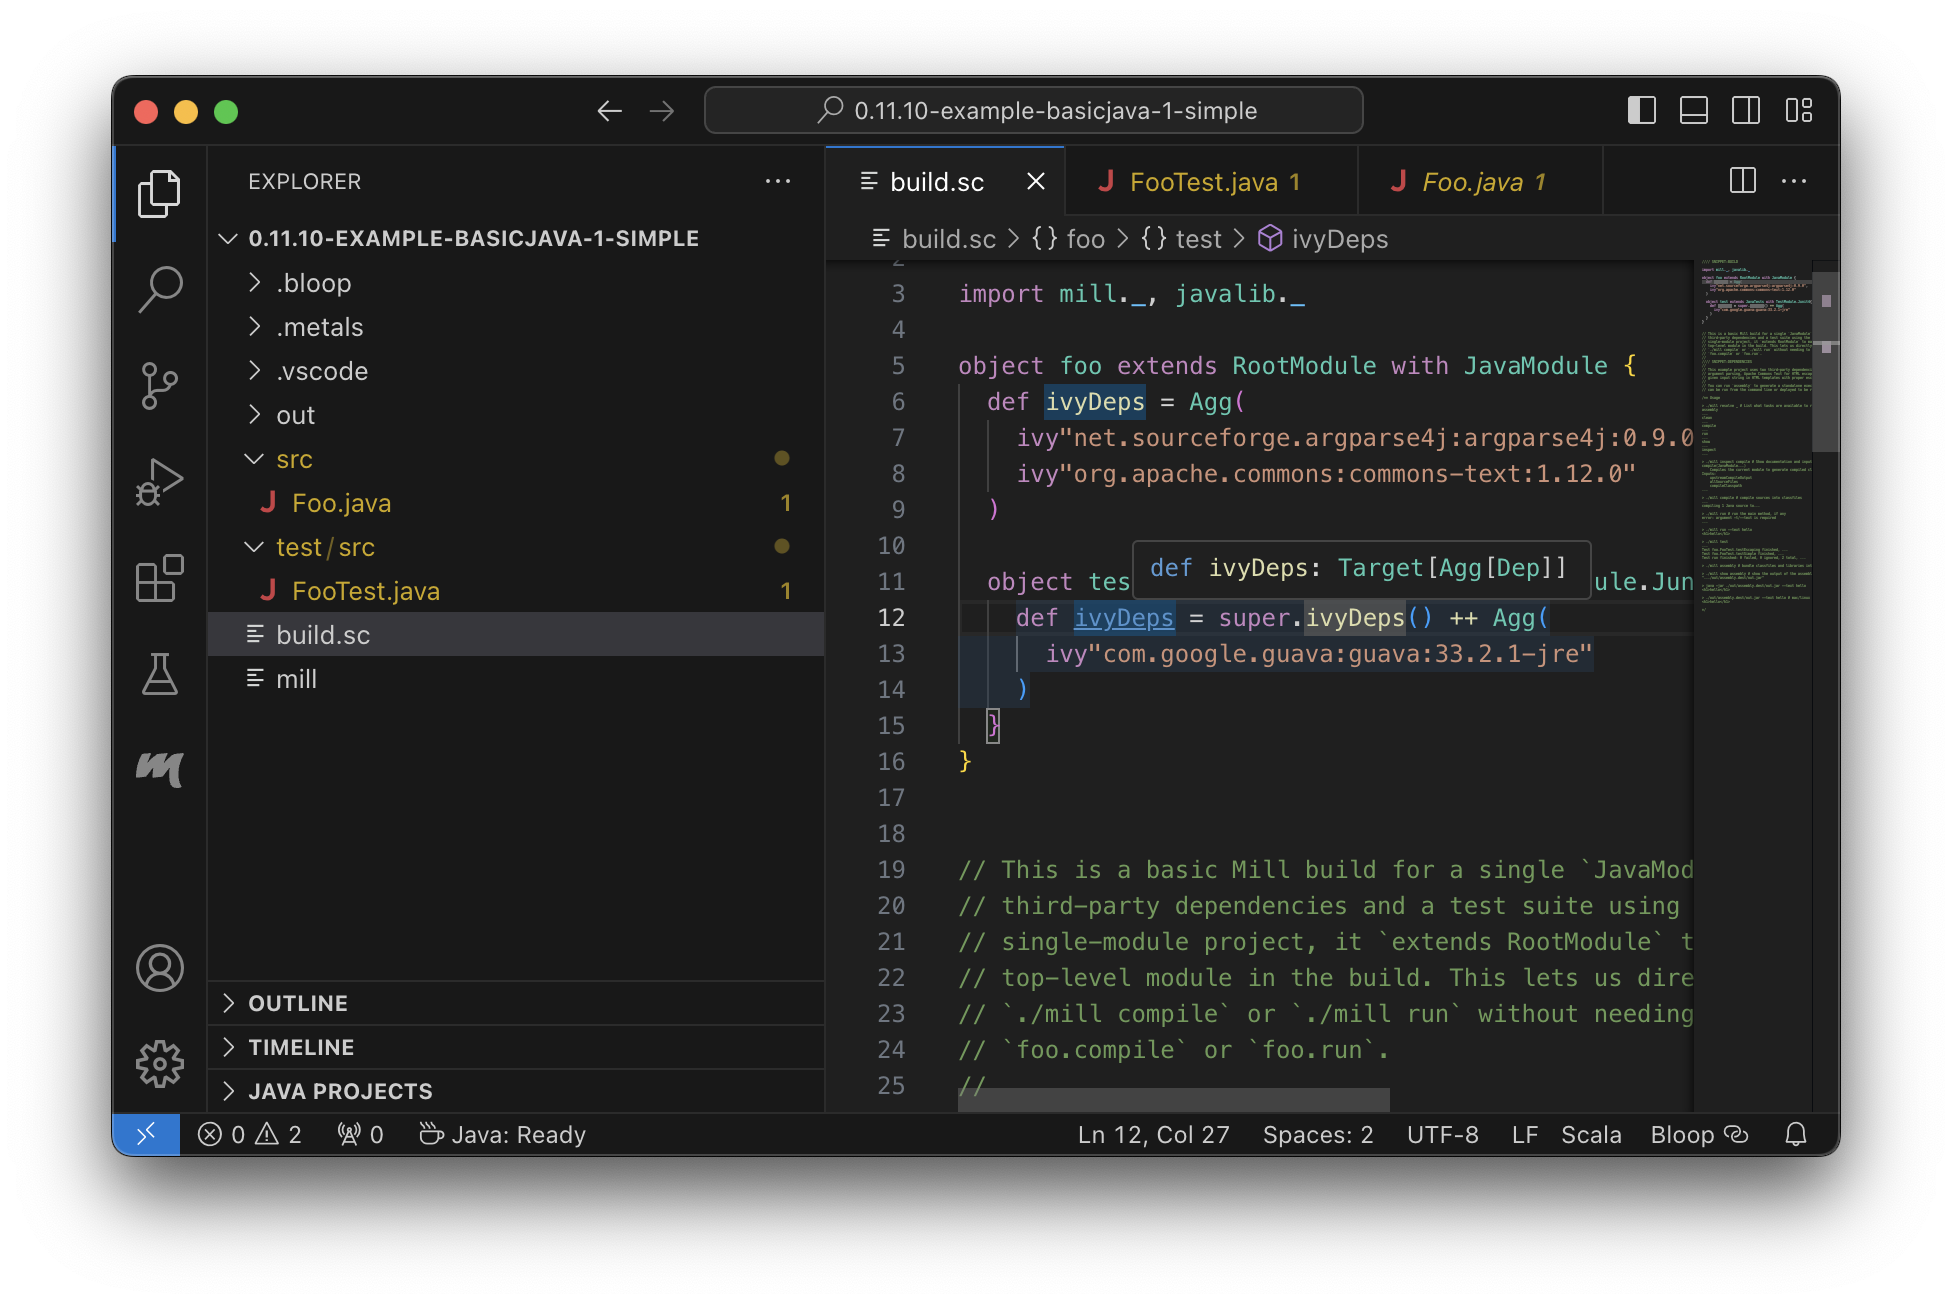 0.11.10-example-basicjava-1-simple
EXPLORER
0.11.10-EXAMPLE-BASICJAVA-1-SIMPLE
.bloop
.metals
.vscode
out
src
Foo.java 1
test/src
FooTest.java 1
build.sc
mill
OUTLINE
TIMELINE
JAVA PROJECTS
build.sc
FooTest.java 1
Foo.java 1
build.sc > {} foo > {} test > ivyDeps
2
3 import mill._, javalib._
4
5 object foo extends RootModule with JavaModule {
6 def ivyDeps = Agg(
7 ivy"net.sourceforge.argparse4j:argparse4j:0.9.0
8 ivy"org.apache.commons:commons-text:1.12.0"
9 )
10
def ivyDeps: Target[Agg[Dep]]
11 object tes ule.Jun
12 def ivyDeps = super.ivyDeps() ++ Agg(
13 ivy"com.google.guava:guava:33.2.1-jre"
14 )
15 }
16 }
17
18
19 // This is a basic Mill build for a single `JavaMod
20 // third-party dependencies and a test suite using
21 // single-module project, it `extends RootModule` t
22 // top-level module in the build. This lets us dire
23 // `./mill compile` or `./mill run` without needing
24 // `foo.compile` or `foo.run`.
25 //
0 2 0 Java: Ready
Ln 12, Col 27 Spaces: 2 UTF-8 LF Scala Bloop